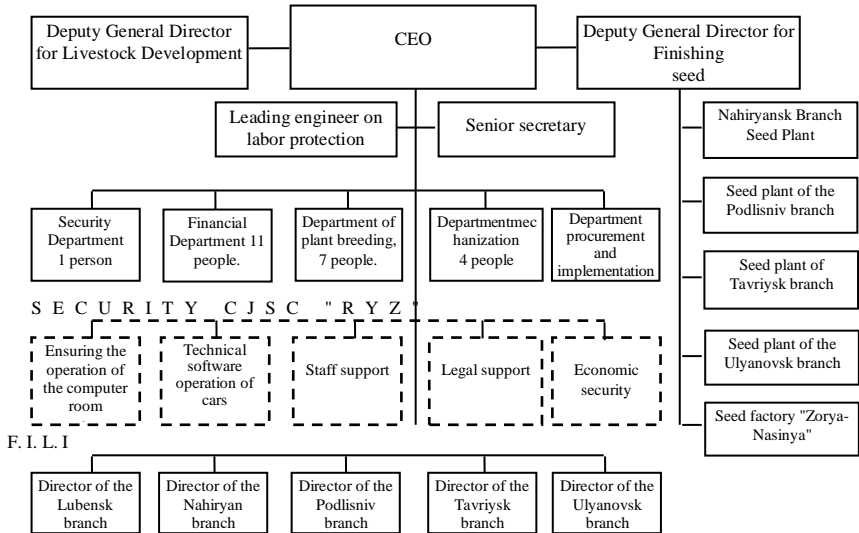 Deputy General Director
for Livestock Development
CEO
Deputy General Director for
Finishing
seed
Leading engineer on
labor protection
Senior secretary
Nahiryansk Branch
Seed Plant
Seed plant of the
Podlisniv branch
Seed plant of
Tavriysk branch
Seed plant of the
Ulyanovsk branch
Seed factory "Zorya-
Nasinya"
Security
Department
1 person
Financial
Department 11
people.
Department of
plant breeding,
7 people.
Departmentmec
hanization
4 people
Department
procurement
and
implementation
S E C U R I T Y C J S C " R Y Z "
Ensuring the
operation of
the computer
room
Technical
software
operation of
cars
Staff support
Legal support
Economic
security
F. I. L. I
Director of the
Lubensk
branch
Director of the
Nahiryan
branch
Director of the
Podlisniv
branch
Director of the
Tavriysk
branch
Director of the
Ulyanovsk
branch